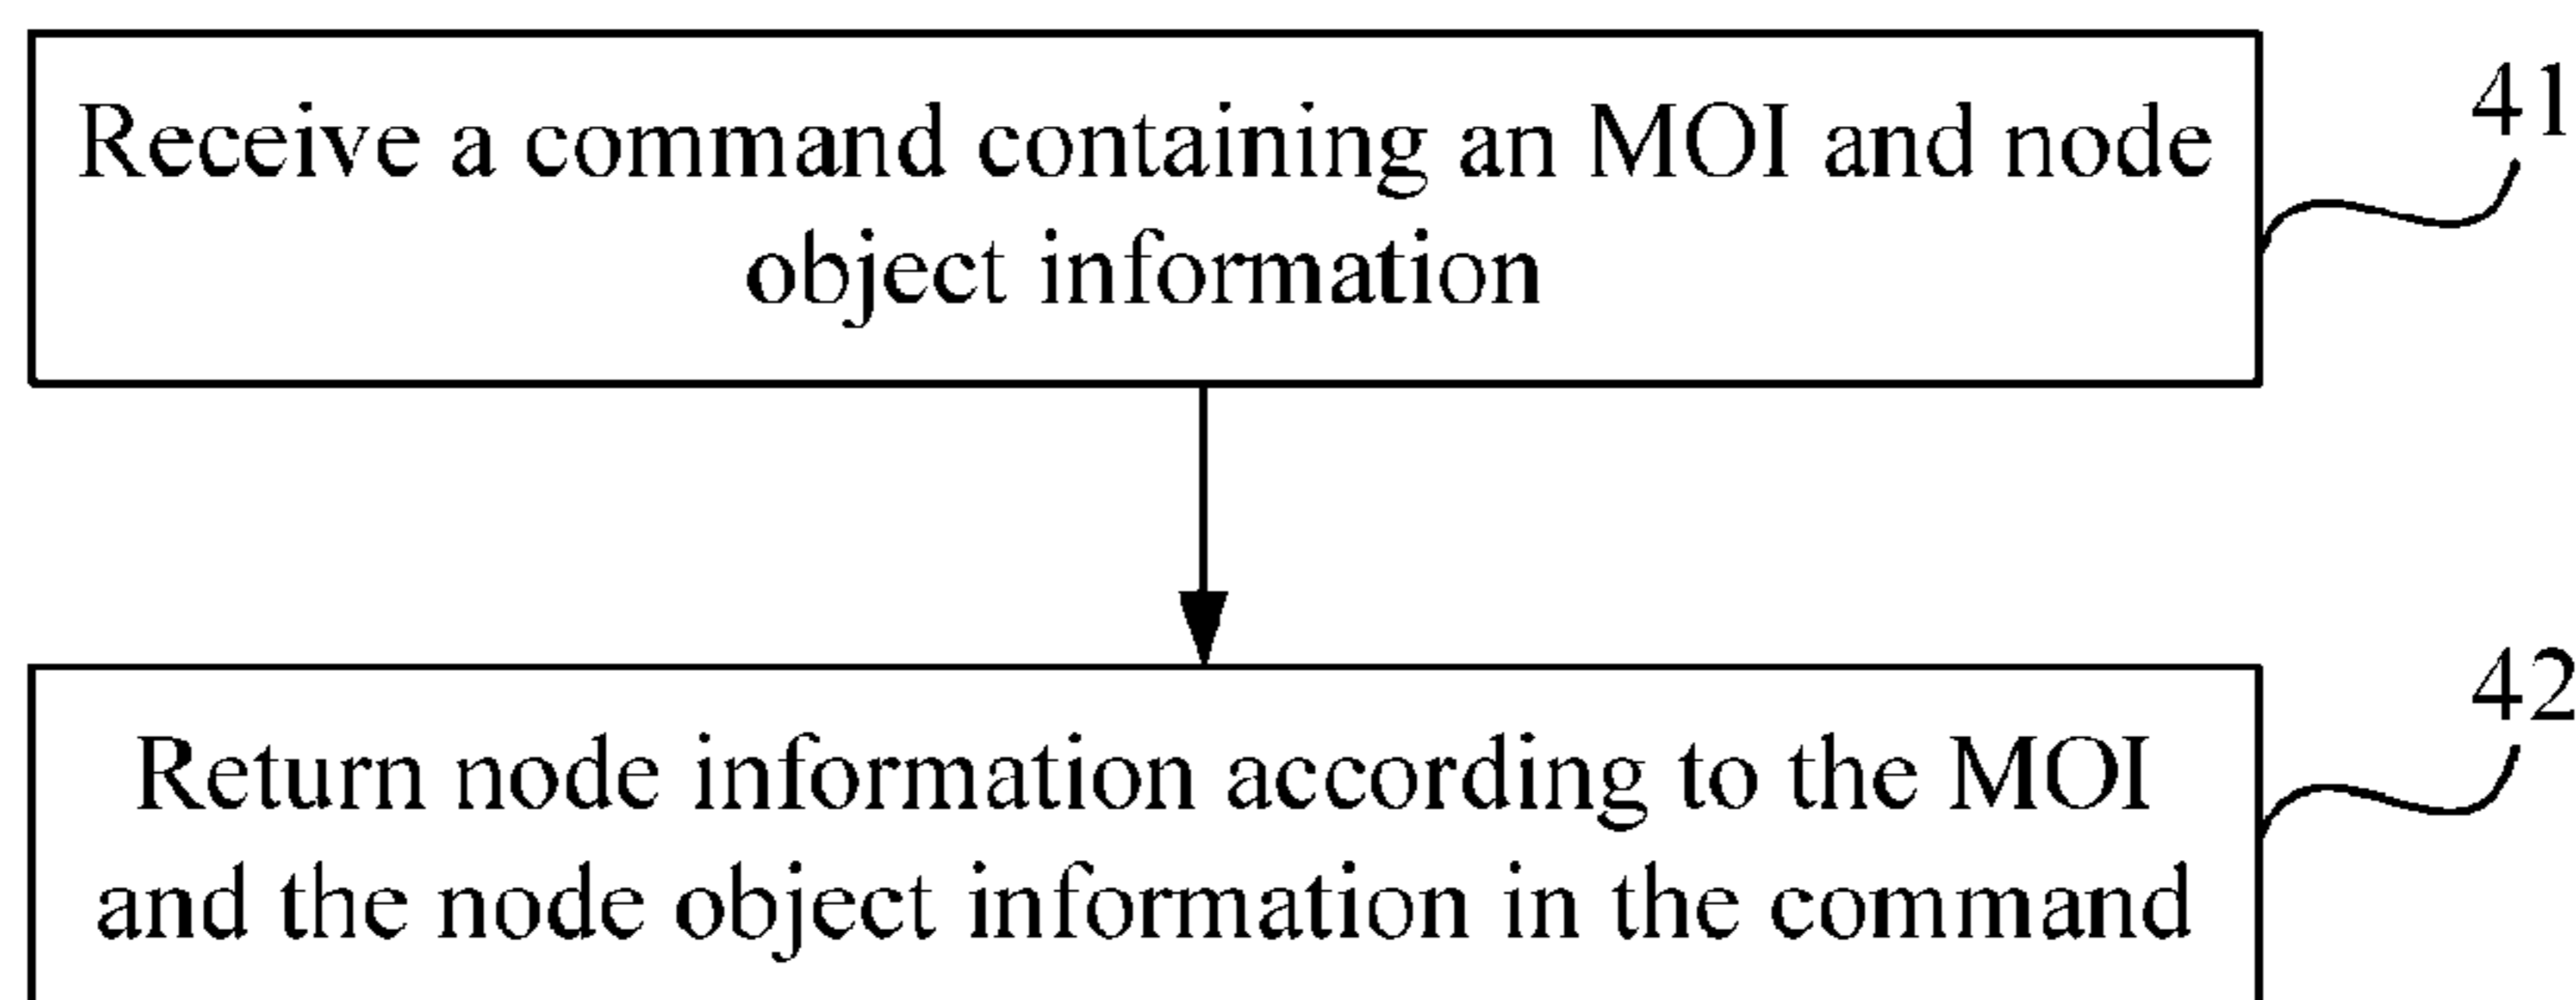 Receive a command containing an MOI and node
object information
41
Return node information according to the MOI
and the node object information in the command
42